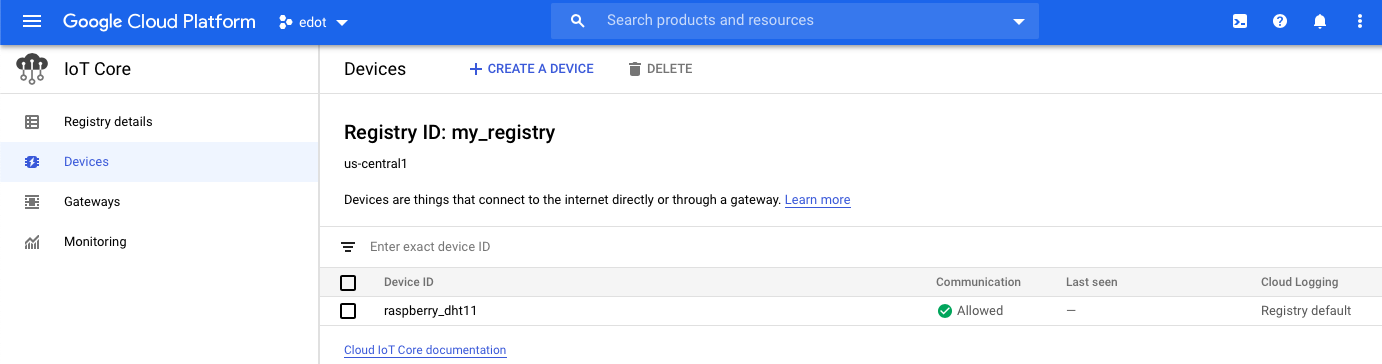 Google Cloud Platform
edot
Search products and resources
IoT Core
Devices
CREATE A DEVICE
DELETE
Registry details
Devices
Gateways
Monitoring
Registry ID: my_registry
us-central1
Devices are things that connect to the internet directly or through a gateway. Learn more
Enter exact device ID
Device ID Communication Last seen Cloud Logging
raspberry_dht11 Allowed — Registry default
Cloud IoT Core documentation